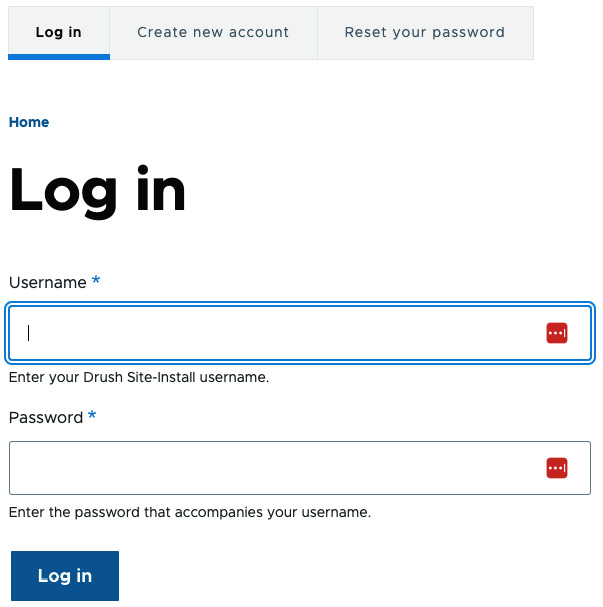 Log in
Create new account
Reset your password
Home
Log in
Username *
Enter your Drush Site-Install username.
Password *
Enter the password that accompanies your username.
Log in